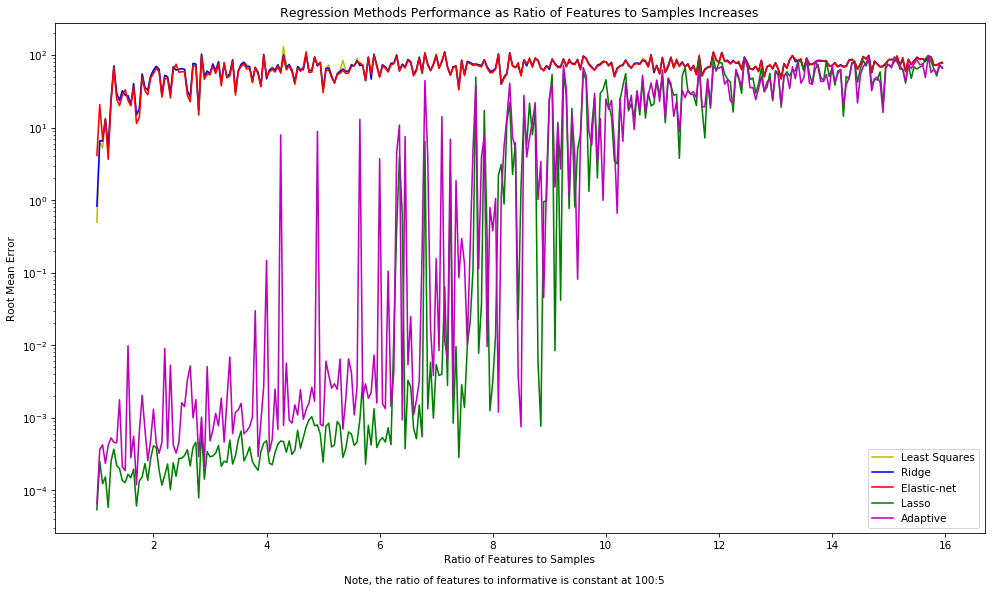 Regression Methods Performance as Ratio of Features to Samples Increases
Root Mean Error
10²
10¹
10⁰
10⁻¹
10⁻²
10⁻³
10⁻⁴
Least Squares
Ridge
Elastic-net
Lasso
Adaptive
2 4 6 8 10 12 14 16
Ratio of Features to Samples
Note, the ratio of features to informative is constant at 100:5